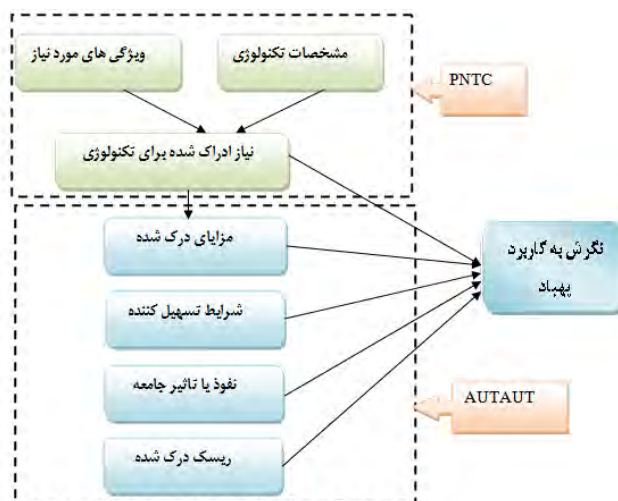 ویژگی های مورد نیاز
مشخصات تکنولوژی
PNTC
نیاز ادراک شده برای تکنولوژی
مزایای درک شده
نگرش به کاربرد
پهپاد
شرایط تسهیل کننده
نفوذ یا تاثیر جامعه
AUTAUT
ریسک درک شده